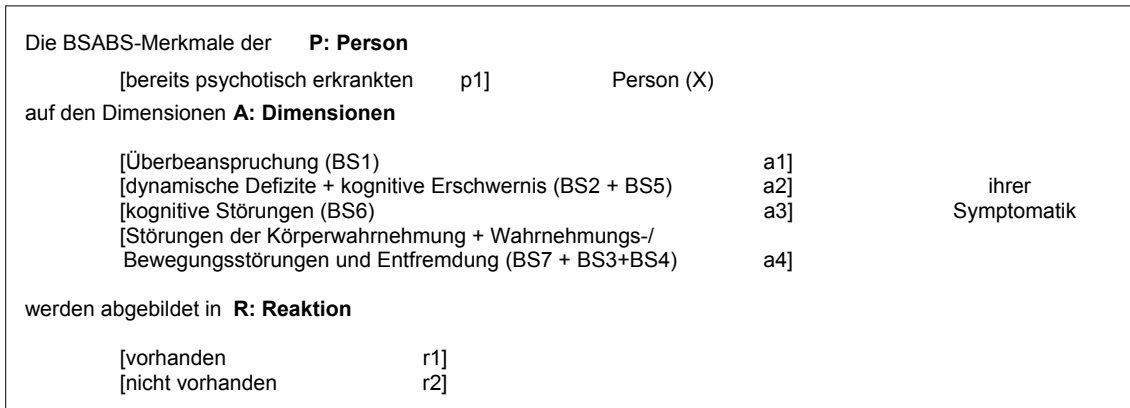 Die BSABS-Merkmale der P: Person
[bereits psychotisch erkrankten p1] Person (X)
auf den Dimensionen A: Dimensionen
[Überbeanspruchung (BS1) a1]
[dynamische Defizite + kognitive Erschwernis (BS2 + BS5) a2] ihrer
[kognitive Störungen (BS6) a3] Symptomatik
[Störungen der Körperwahrnehmung + Wahrnehmungs-/
Bewegungsstörungen und Entfremdung (BS7 + BS3+BS4) a4]
werden abgebildet in R: Reaktion
[vorhanden r1]
[nicht vorhanden r2]